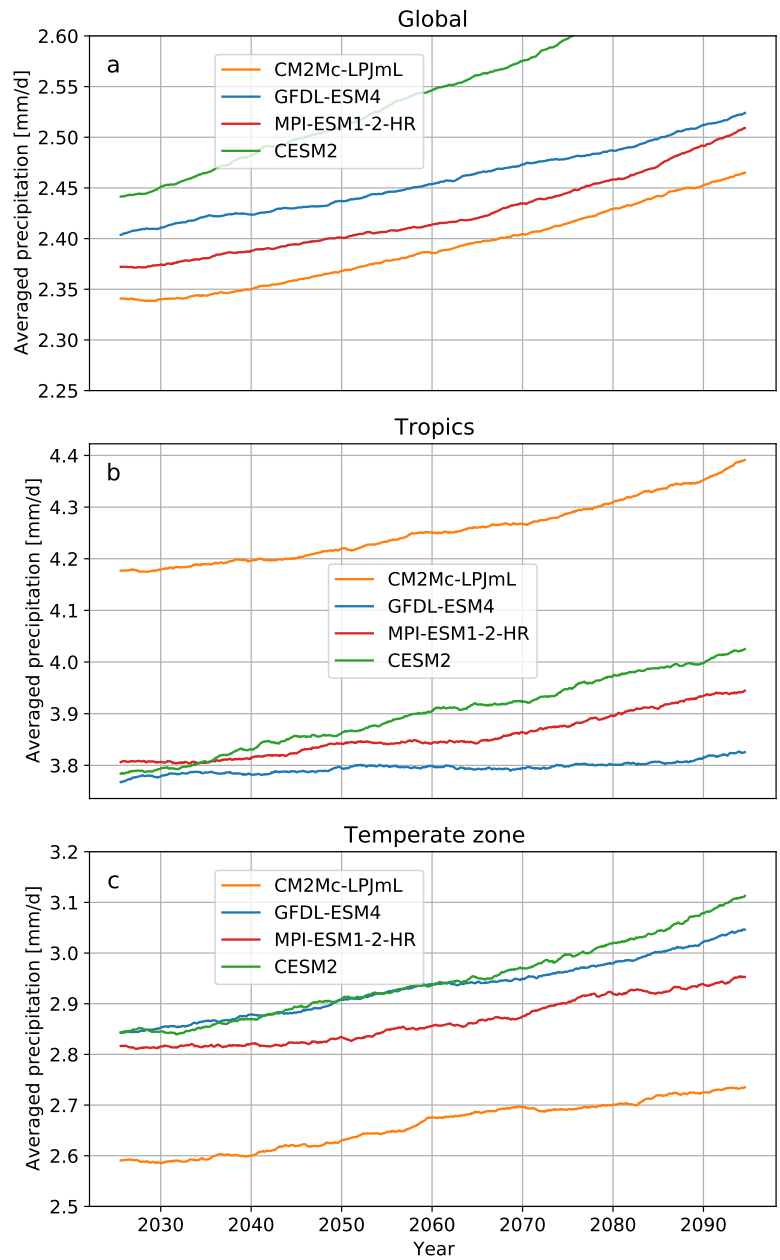 Global
a
CM2Mc-LPJmL
GFDL-ESM4
MPI-ESM1-2-HR
CESM2
Averaged precipitation [mm/d]
2.60
2.55
2.50
2.45
2.40
2.35
2.30
2.25
Tropics
b
CM2Mc-LPJmL
GFDL-ESM4
MPI-ESM1-2-HR
CESM2
Averaged precipitation [mm/d]
4.4
4.3
4.2
4.1
4.0
3.9
3.8
Temperate zone
c
CM2Mc-LPJmL
GFDL-ESM4
MPI-ESM1-2-HR
CESM2
Averaged precipitation [mm/d]
3.2
3.1
3.0
2.9
2.8
2.7
2.6
2.5
2030 2040 2050 2060 2070 2080 2090
Year